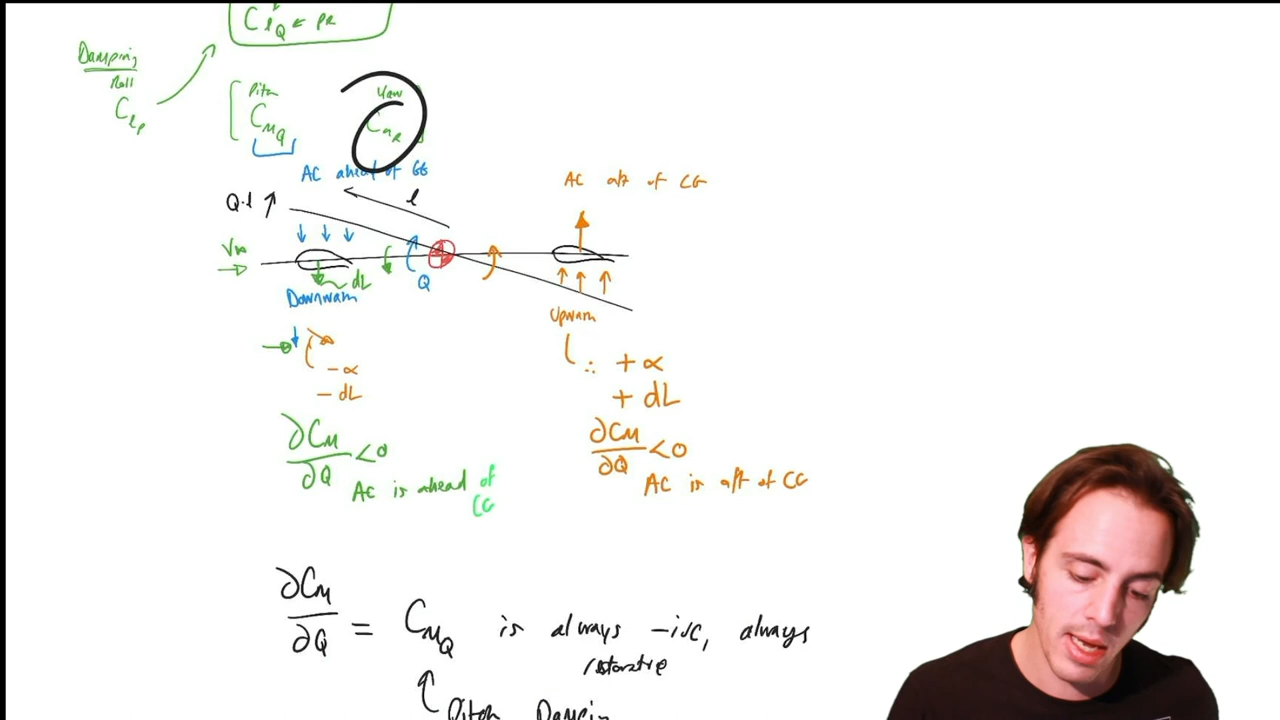 C_lQ ← PR
Damping
Roll
C_lp
Pitch
C_MQ
Yaw
C_nR
AC ahead of CG
AC aft of CG
Q·l ↑
l
V∞
dL
Q
Downwash
Upwash
- α
- dL
∴ + α
+ dL
∂C_M/∂Q < 0
AC is ahead of
CG
∂C_M/∂Q < 0
AC is aft of CG
∂C_M/∂Q = C_MQ is always -ive, always
restorative
Pitch Damping